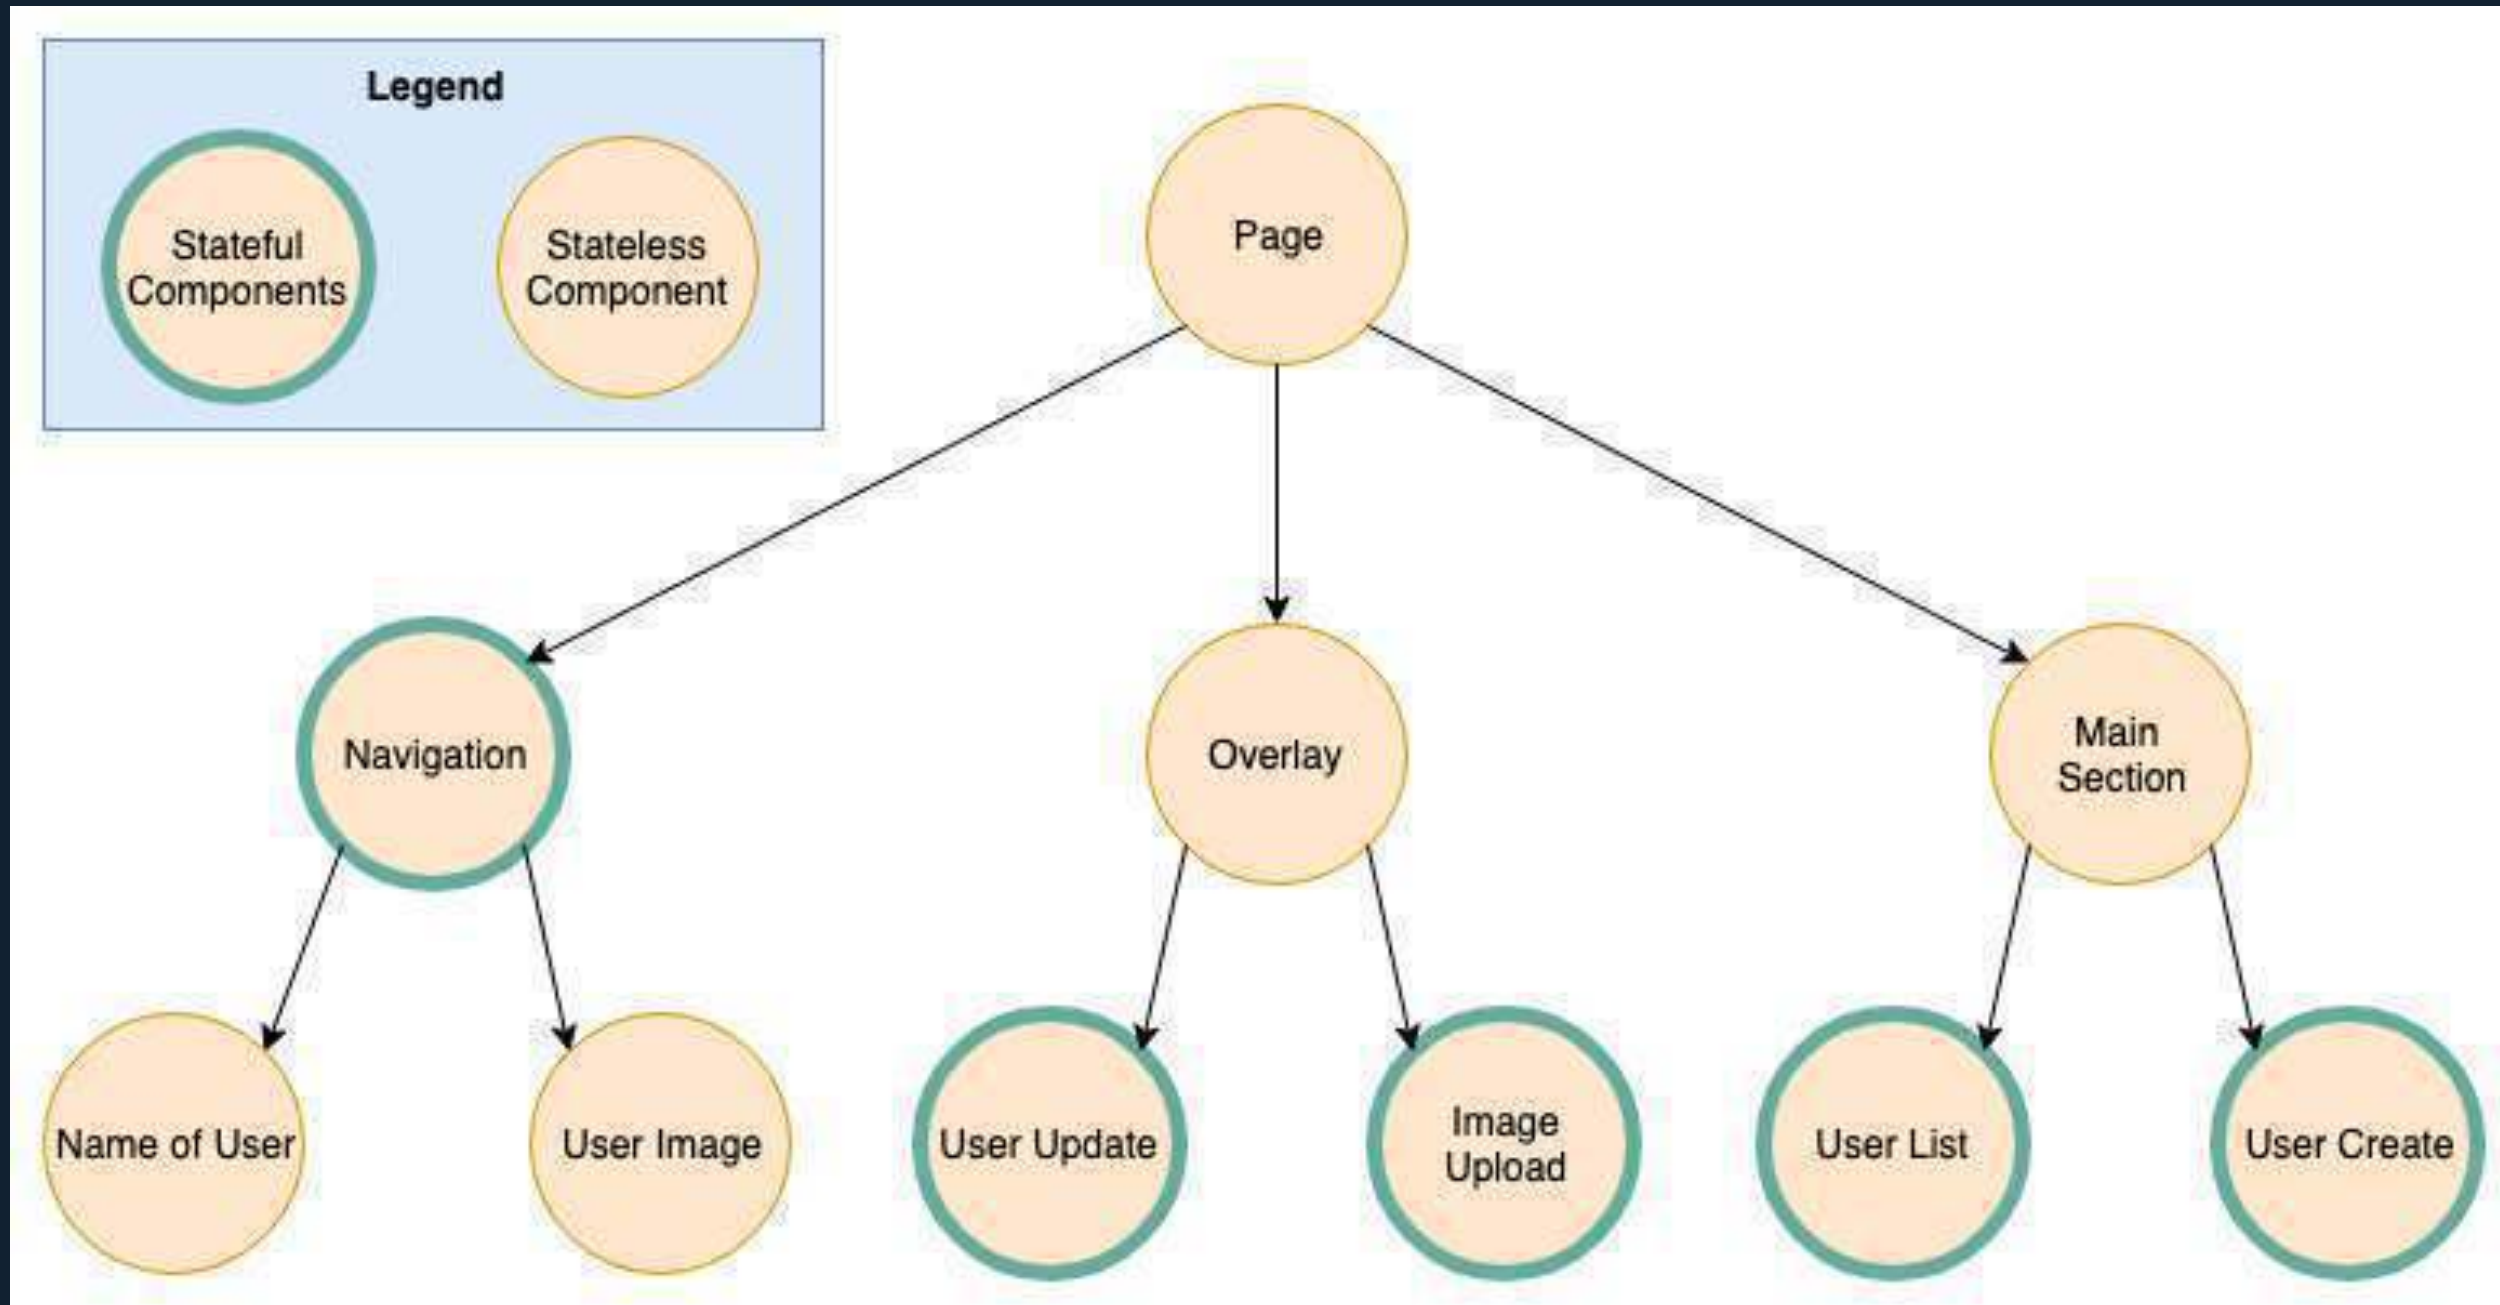 Legend
Stateful
Components
Stateless
Component
Page
Navigation
Overlay
Main
Section
Name of User
User Image
User Update
Image
Upload
User List
User Create